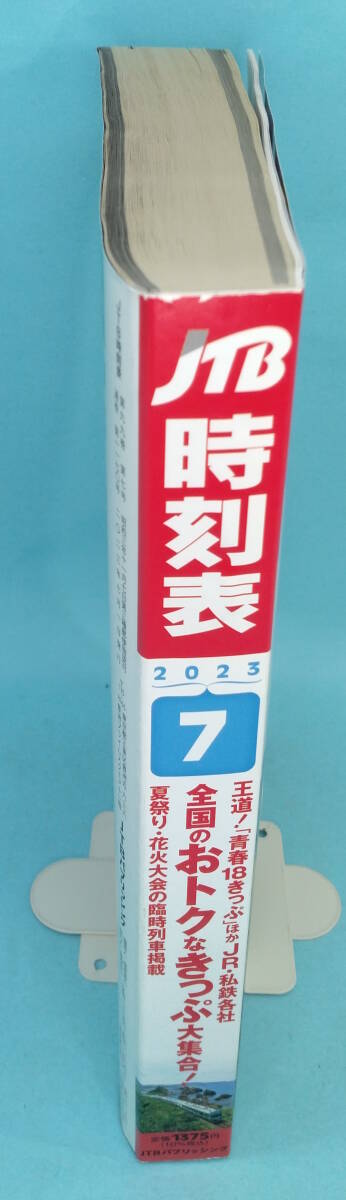 JTB
時刻表
2023
7
王道!「青春18きっぷ」ほかJR・私鉄各社
全国のおトクなきっぷ大集合!
夏祭り・花火大会の臨時列車掲載
定価1375円
(10%税込)
JTBパブリッシング